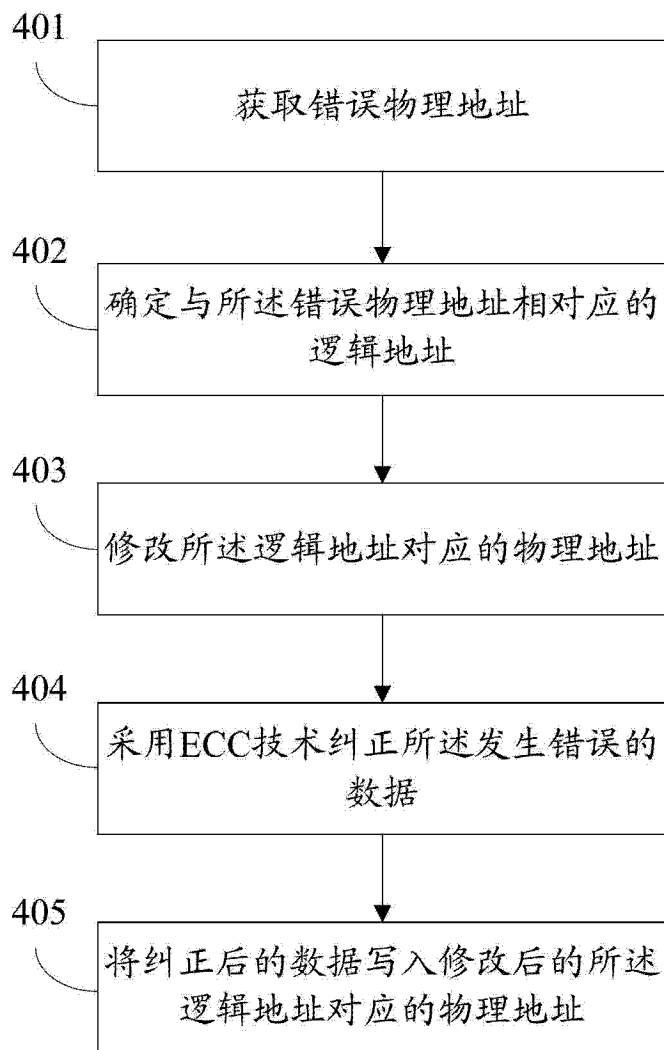 401
获取错误物理地址
402
确定与所述错误物理地址相对应的
逻辑地址
403
修改所述逻辑地址对应的物理地址
404
采用ECC技术纠正所述发生错误的
数据
405
将纠正后的数据写入修改后的所述
逻辑地址对应的物理地址